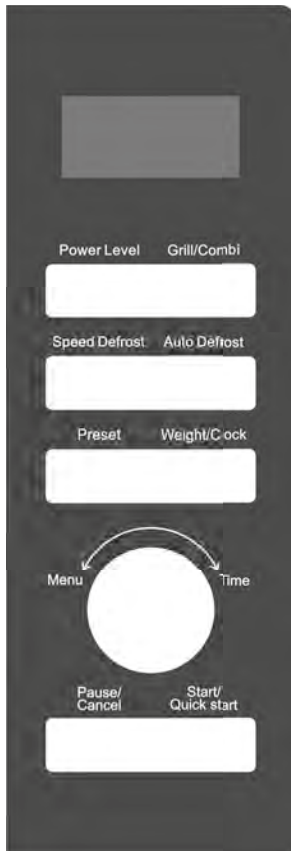 Power Level Grill/Combi
Speed Defrost Auto Defrost
Preset Weight/Clock
Menu Time
Pause/ Start/
Cancel Quick start